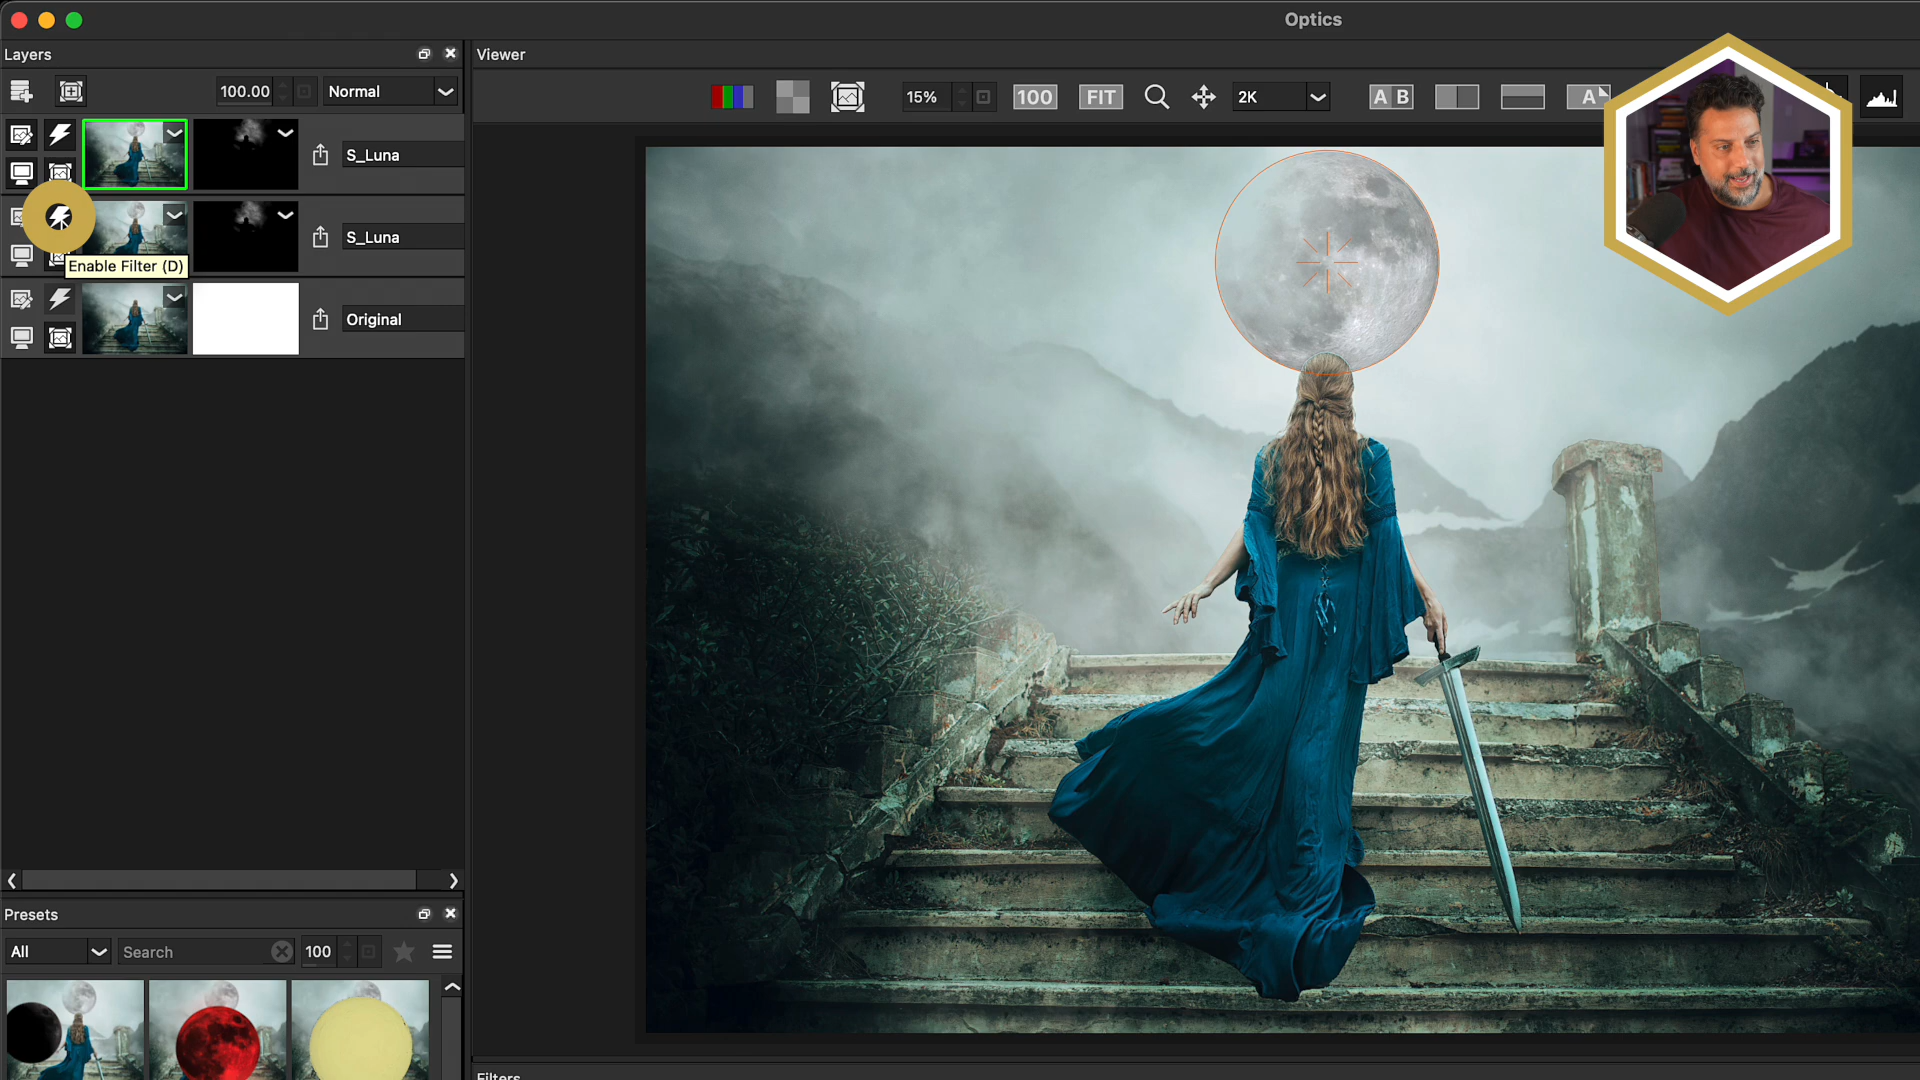 Optics
Layers
Viewer
100.00
Normal
15%
100
FIT
2K
A B
A
S_Luna
S_Luna
Enable Filter (D)
Original
Presets
All
Search
100
Filters